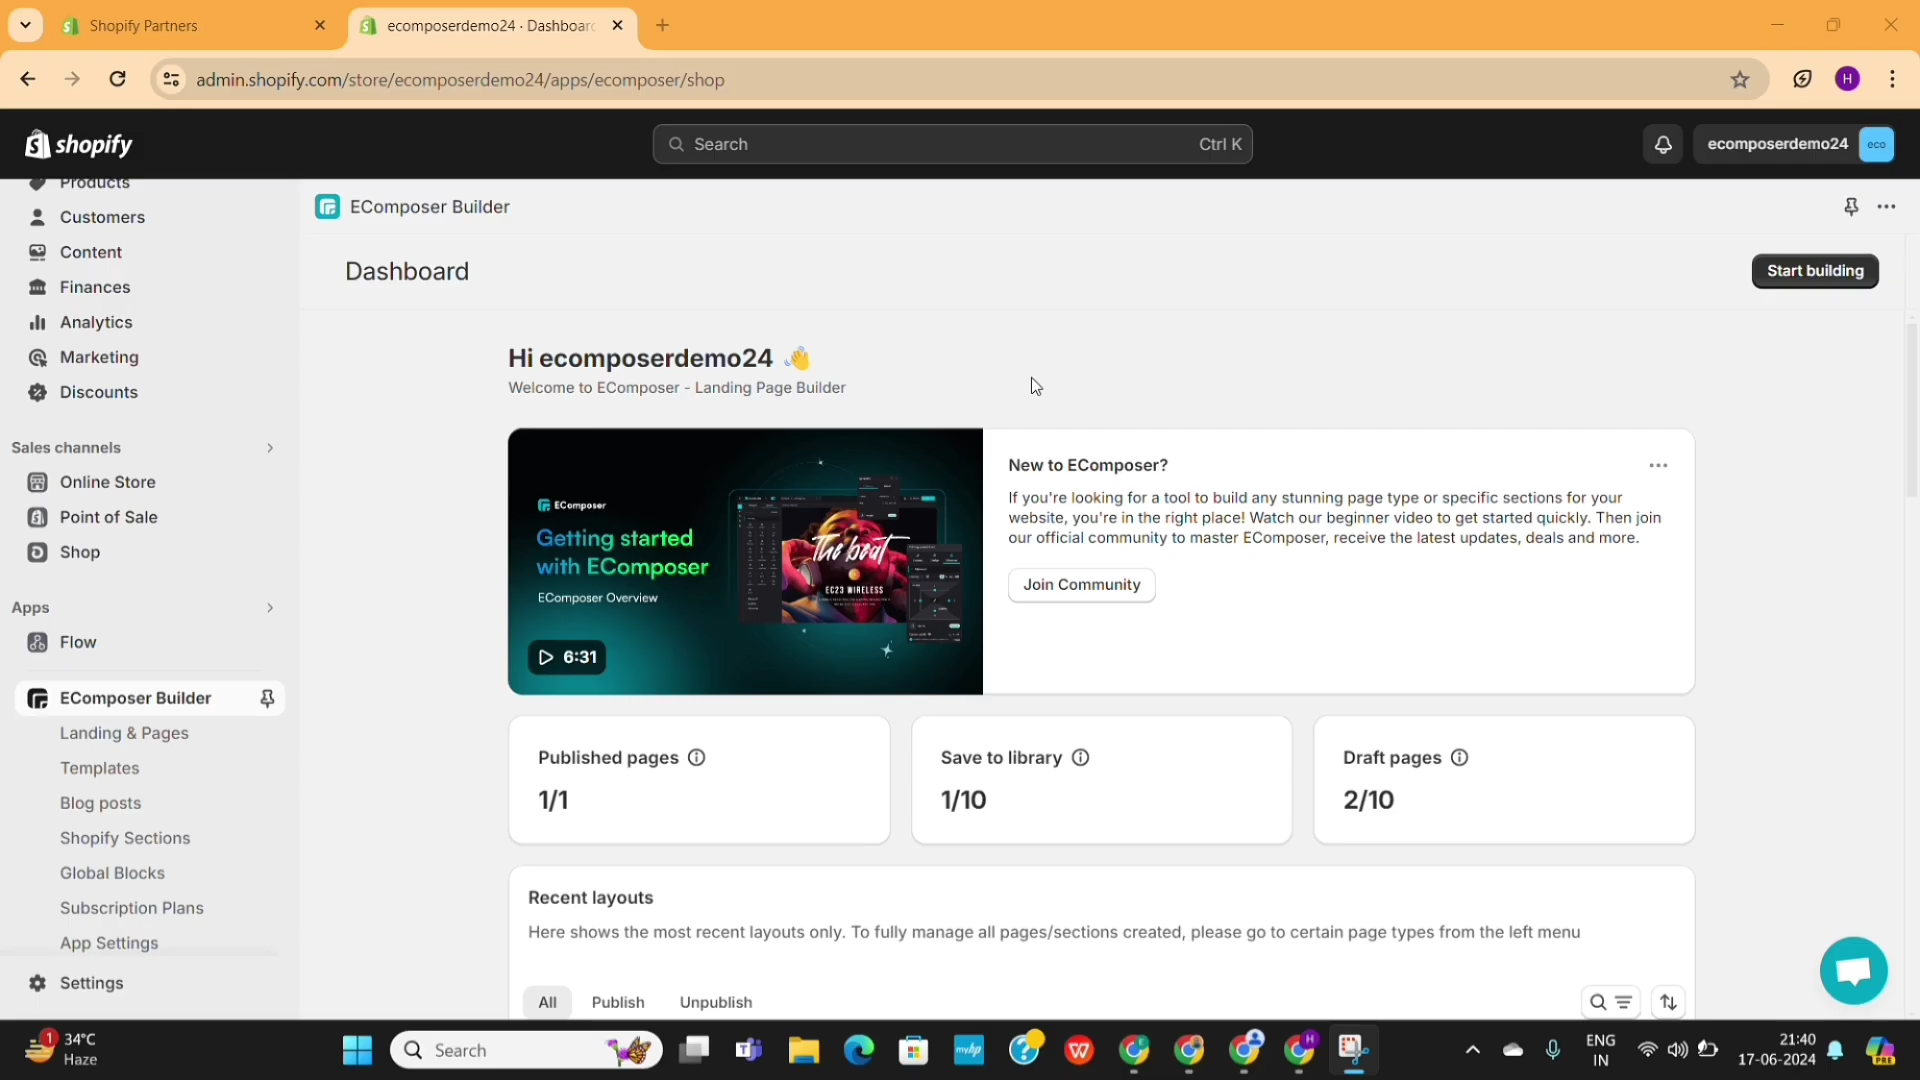 Shopify Partners
ecomposerdemo24 · Dashboard
admin.shopify.com/store/ecomposerdemo24/apps/ecomposer/shop
shopify
Search
Ctrl K
ecomposerdemo24
eco
Products
Customers
Content
Finances
Analytics
Marketing
Discounts
Sales channels
Online Store
Point of Sale
Shop
Apps
Flow
EComposer Builder
Landing & Pages
Templates
Blog posts
Shopify Sections
Global Blocks
Subscription Plans
App Settings
Settings
EComposer Builder
Dashboard
Start building
Hi ecomposerdemo24 👋
Welcome to EComposer - Landing Page Builder
EComposer
Getting started
with EComposer
EComposer Overview
6:31
The beat
EC23 WIRELESS
New to EComposer?
If you're looking for a tool to build any stunning page type or specific sections for your
website, you're in the right place! Watch our beginner video to get started quickly. Then join
our official community to master EComposer, receive the latest updates, deals and more.
Join Community
Published pages
1/1
Save to library
1/10
Draft pages
2/10
Recent layouts
Here shows the most recent layouts only. To fully manage all pages/sections created, please go to certain page types from the left menu
All
Publish
Unpublish
1
34°C
Haze
Search
myhp
ENG
IN
21:40
17-06-2024
PRE
H